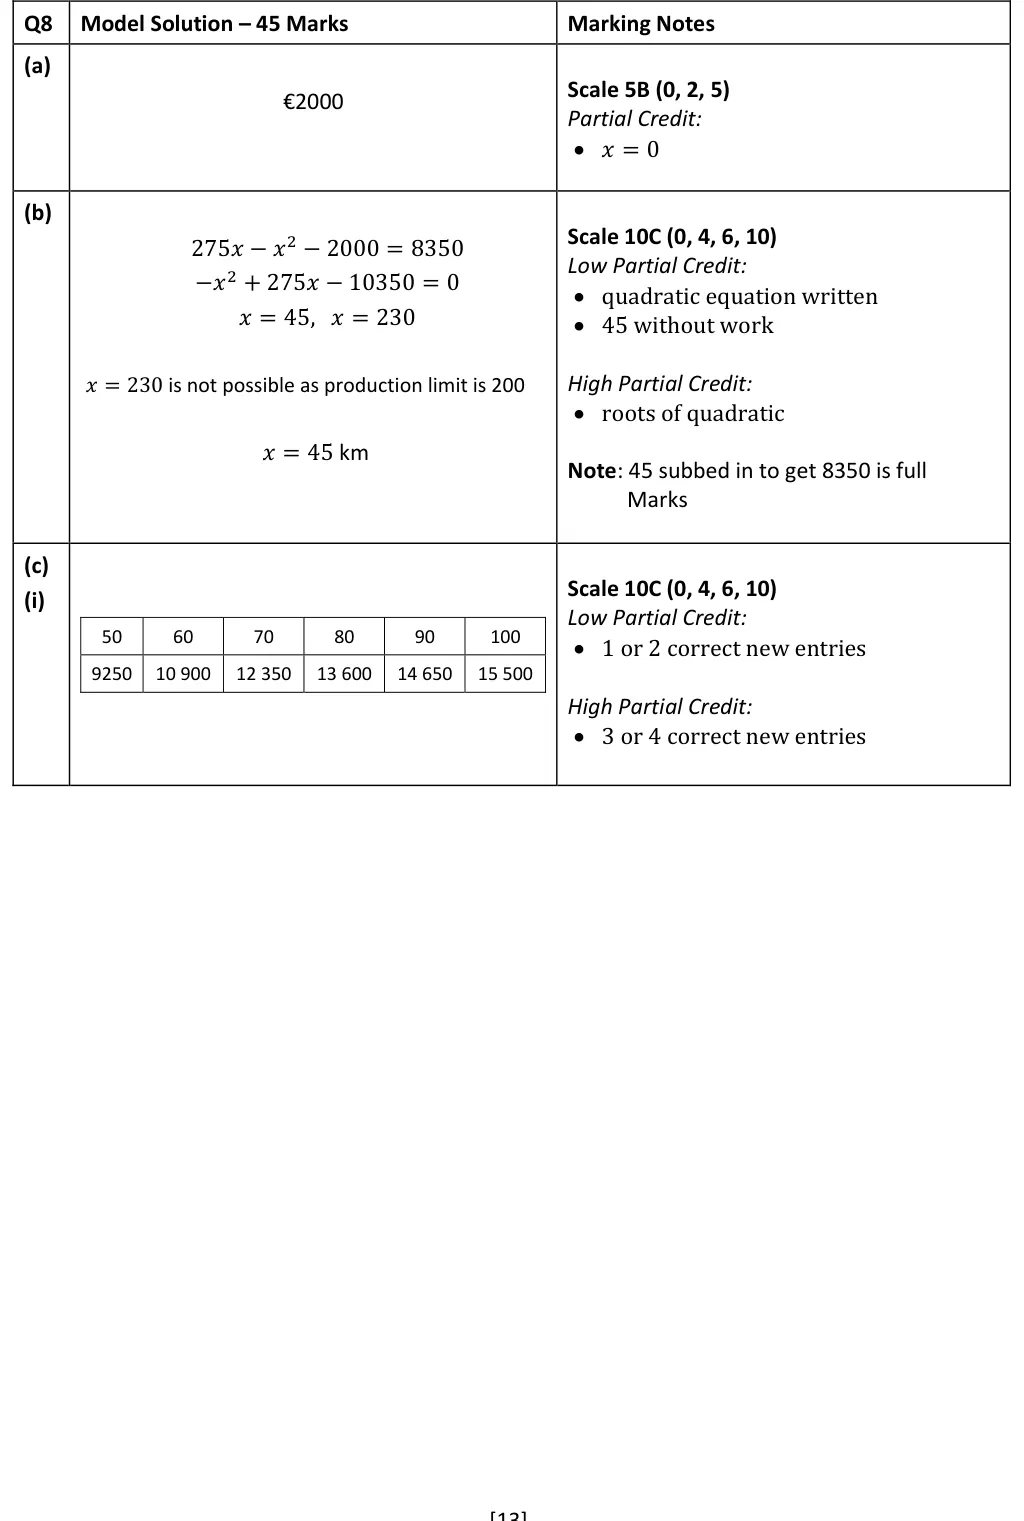 Q8 Model Solution – 45 Marks Marking Notes
(a)
€2000
Scale 5B (0, 2, 5)
Partial Credit:
• x = 0
(b)
275x − x² − 2000 = 8350
−x² + 275x − 10350 = 0
x = 45, x = 230
x = 230 is not possible as production limit is 200
x = 45 km
Scale 10C (0, 4, 6, 10)
Low Partial Credit:
• quadratic equation written
• 45 without work
High Partial Credit:
• roots of quadratic
Note: 45 subbed in to get 8350 is full
Marks
(c)
(i)
50 60 70 80 90 100
9250 10 900 12 350 13 600 14 650 15 500
Scale 10C (0, 4, 6, 10)
Low Partial Credit:
• 1 or 2 correct new entries
High Partial Credit:
• 3 or 4 correct new entries
[13]